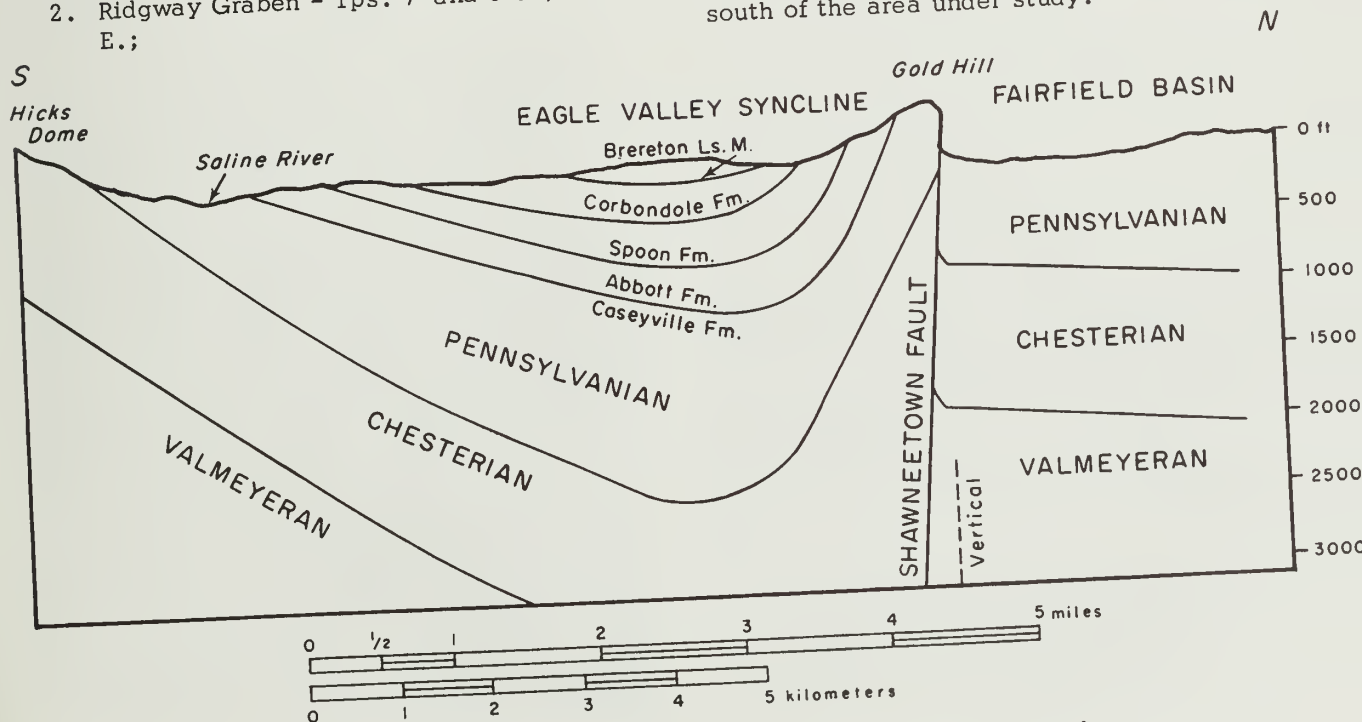 2. Ridgway Graben -
E.;
south of the area under study.
S
N
Hicks
Dome
Saline River
EAGLE VALLEY SYNCLINE
Gold Hill
FAIRFIELD BASIN
Brereton Ls. M.
Corbondole Fm.
Spoon Fm.
Abbott Fm.
Caseyville Fm.
PENNSYLVANIAN
CHESTERIAN
VALMEYERAN
SHAWNEETOWN FAULT
Vertical
PENNSYLVANIAN
CHESTERIAN
VALMEYERAN
0 ft
500
1000
1500
2000
2500
3000
0 1/2 1 2 3 4 5 miles
0 1 2 3 4 5 kilometers